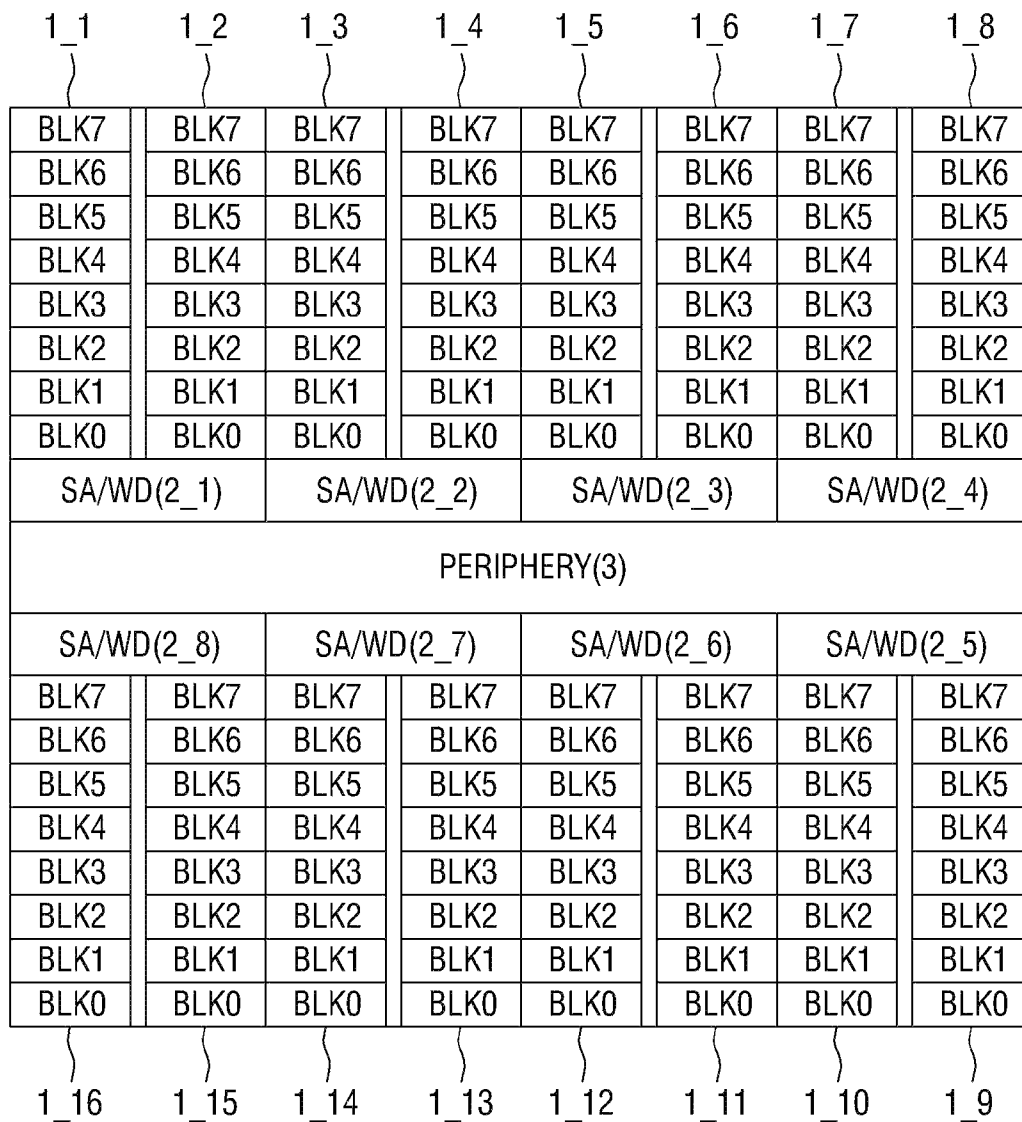 1_1 1_2 1_3 1_4 1_5 1_6 1_7 1_8
BLK7 BLK7 BLK7 BLK7 BLK7 BLK7 BLK7 BLK7
BLK6 BLK6 BLK6 BLK6 BLK6 BLK6 BLK6 BLK6
BLK5 BLK5 BLK5 BLK5 BLK5 BLK5 BLK5 BLK5
BLK4 BLK4 BLK4 BLK4 BLK4 BLK4 BLK4 BLK4
BLK3 BLK3 BLK3 BLK3 BLK3 BLK3 BLK3 BLK3
BLK2 BLK2 BLK2 BLK2 BLK2 BLK2 BLK2 BLK2
BLK1 BLK1 BLK1 BLK1 BLK1 BLK1 BLK1 BLK1
BLK0 BLK0 BLK0 BLK0 BLK0 BLK0 BLK0 BLK0
SA/WD(2_1) SA/WD(2_2) SA/WD(2_3) SA/WD(2_4)
PERIPHERY(3)
SA/WD(2_8) SA/WD(2_7) SA/WD(2_6) SA/WD(2_5)
BLK7 BLK7 BLK7 BLK7 BLK7 BLK7 BLK7 BLK7
BLK6 BLK6 BLK6 BLK6 BLK6 BLK6 BLK6 BLK6
BLK5 BLK5 BLK5 BLK5 BLK5 BLK5 BLK5 BLK5
BLK4 BLK4 BLK4 BLK4 BLK4 BLK4 BLK4 BLK4
BLK3 BLK3 BLK3 BLK3 BLK3 BLK3 BLK3 BLK3
BLK2 BLK2 BLK2 BLK2 BLK2 BLK2 BLK2 BLK2
BLK1 BLK1 BLK1 BLK1 BLK1 BLK1 BLK1 BLK1
BLK0 BLK0 BLK0 BLK0 BLK0 BLK0 BLK0 BLK0
1_16 1_15 1_14 1_13 1_12 1_11 1_10 1_9